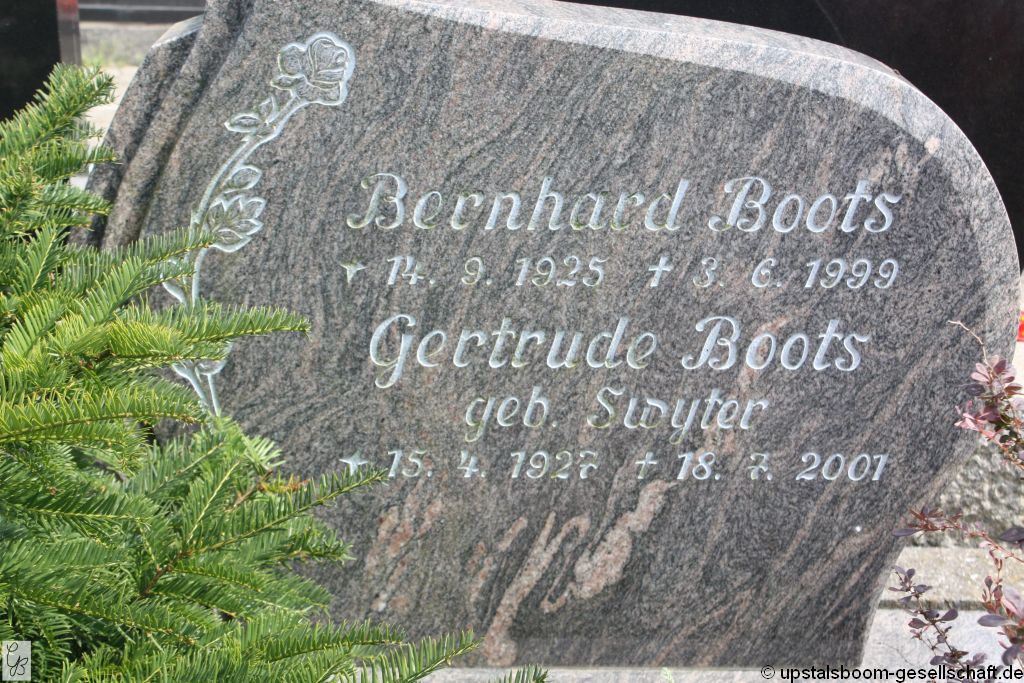 Bernhard Boots
* 14. 9. 1925 † 3. 6. 1999
Gertrude Boots
geb. Swyter
* 15. 4. 1927 † 18. 7. 2001
© upstalsboom-gesellschaft.de